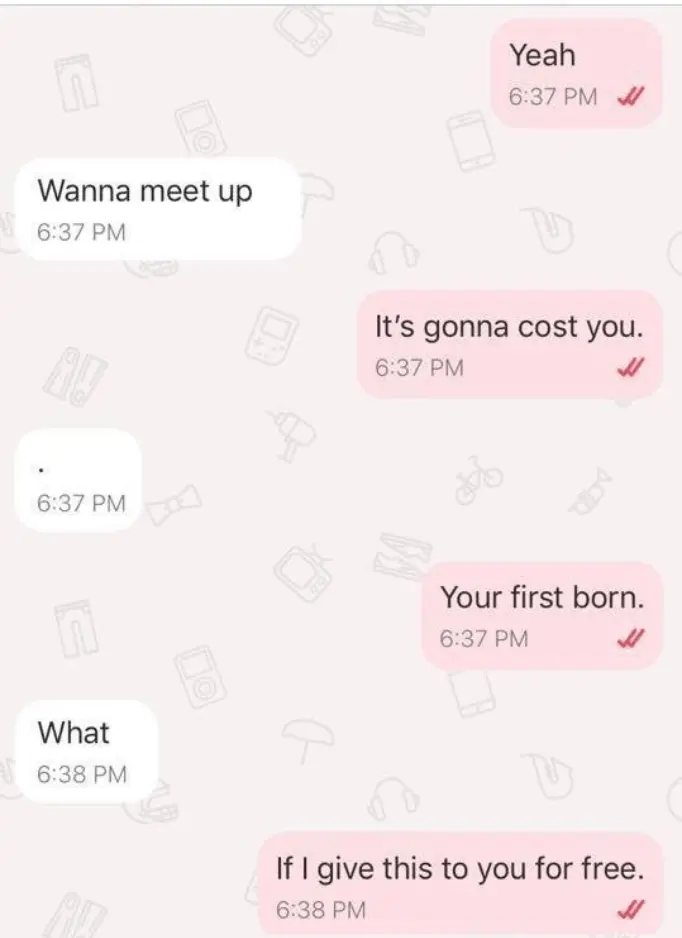 Yeah
6:37 PM
Wanna meet up
6:37 PM
It's gonna cost you.
6:37 PM
.
6:37 PM
Your first born.
6:37 PM
What
6:38 PM
If I give this to you for free.
6:38 PM